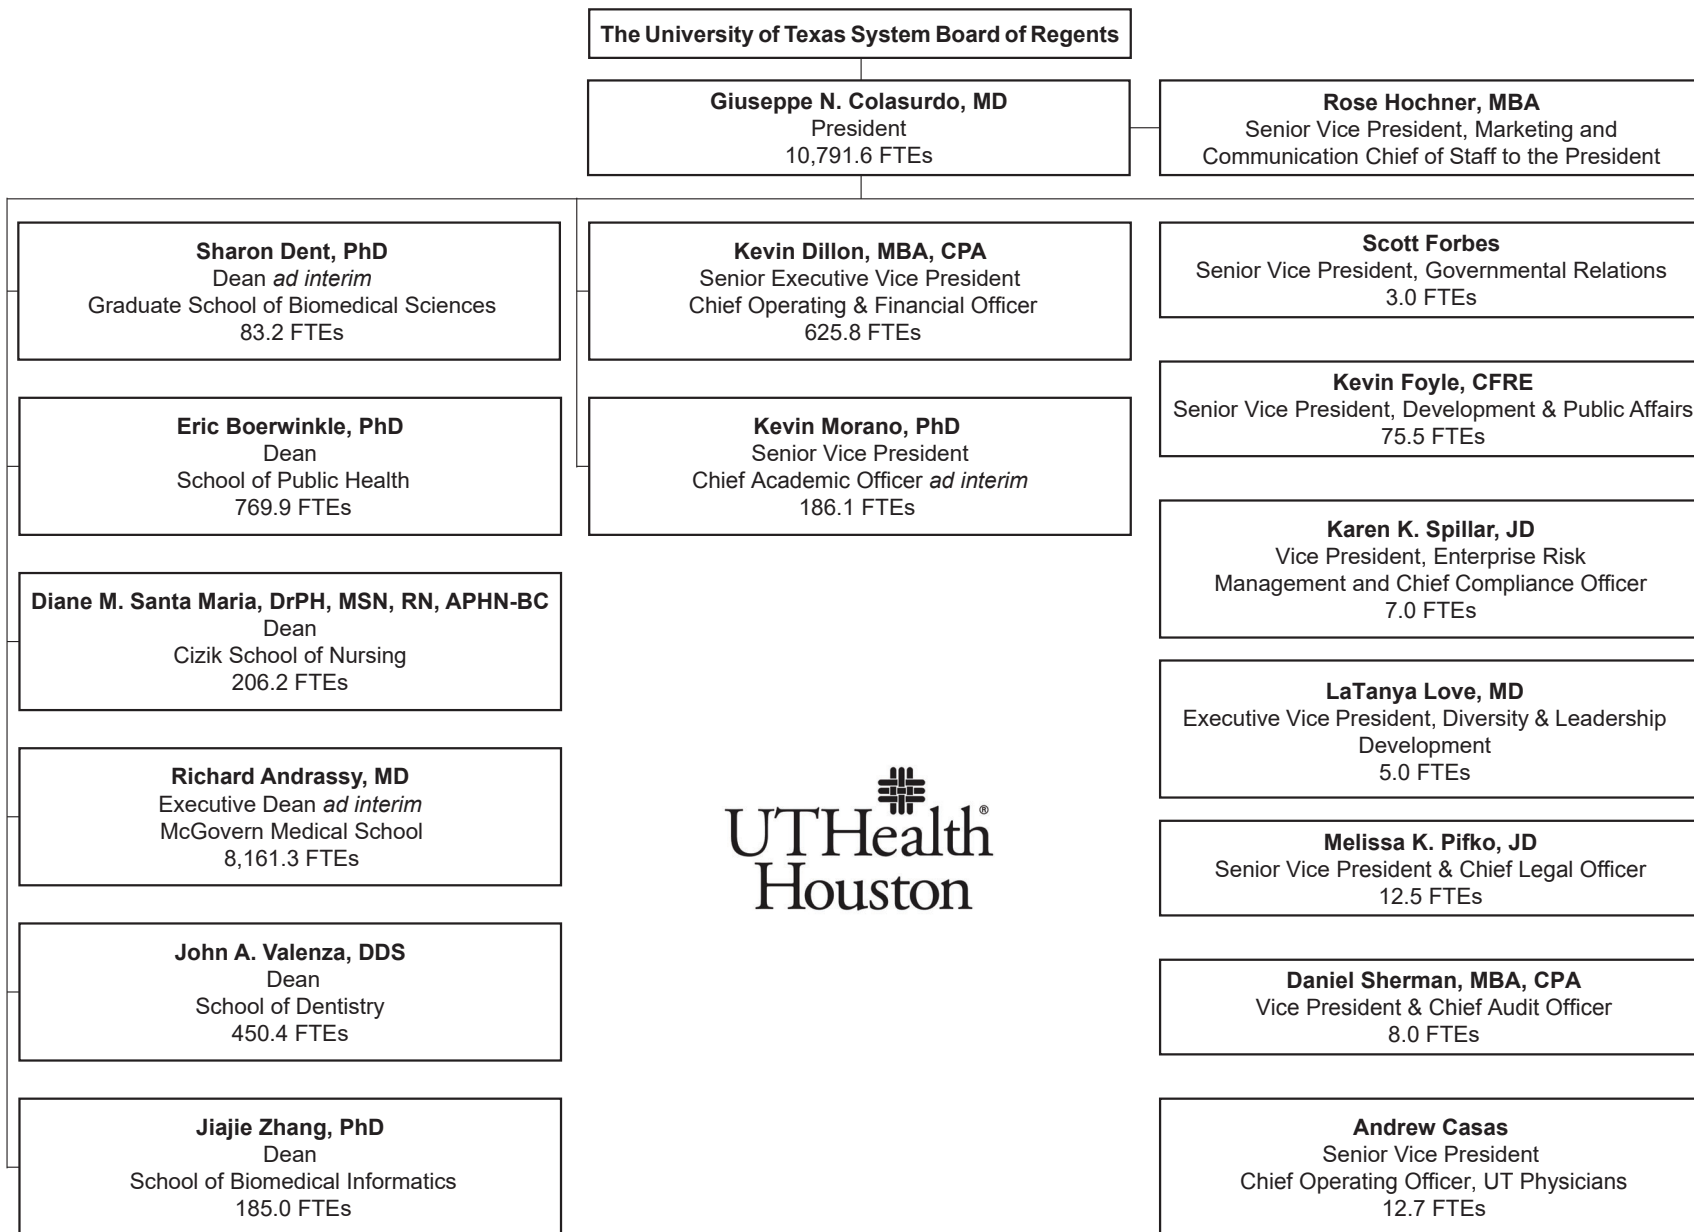 The University of Texas System Board of Regents
Giuseppe N. Colasurdo, MD
President
10,791.6 FTEs
Rose Hochner, MBA
Senior Vice President, Marketing and
Communication Chief of Staff to the President
Sharon Dent, PhD
Dean ad interim
Graduate School of Biomedical Sciences
83.2 FTEs
Eric Boerwinkle, PhD
Dean
School of Public Health
769.9 FTEs
Diane M. Santa Maria, DrPH, MSN, RN, APHN-BC
Dean
Cizik School of Nursing
206.2 FTEs
Richard Andrassy, MD
Executive Dean ad interim
McGovern Medical School
8,161.3 FTEs
John A. Valenza, DDS
Dean
School of Dentistry
450.4 FTEs
Jiajie Zhang, PhD
Dean
School of Biomedical Informatics
185.0 FTEs
Kevin Dillon, MBA, CPA
Senior Executive Vice President
Chief Operating & Financial Officer
625.8 FTEs
Kevin Morano, PhD
Senior Vice President
Chief Academic Officer ad interim
186.1 FTEs
UTHealth®
Houston
Scott Forbes
Senior Vice President, Governmental Relations
3.0 FTEs
Kevin Foyle, CFRE
Senior Vice President, Development & Public Affairs
75.5 FTEs
Karen K. Spillar, JD
Vice President, Enterprise Risk
Management and Chief Compliance Officer
7.0 FTEs
LaTanya Love, MD
Executive Vice President, Diversity & Leadership
Development
5.0 FTEs
Melissa K. Pifko, JD
Senior Vice President & Chief Legal Officer
12.5 FTEs
Daniel Sherman, MBA, CPA
Vice President & Chief Audit Officer
8.0 FTEs
Andrew Casas
Senior Vice President
Chief Operating Officer, UT Physicians
12.7 FTEs